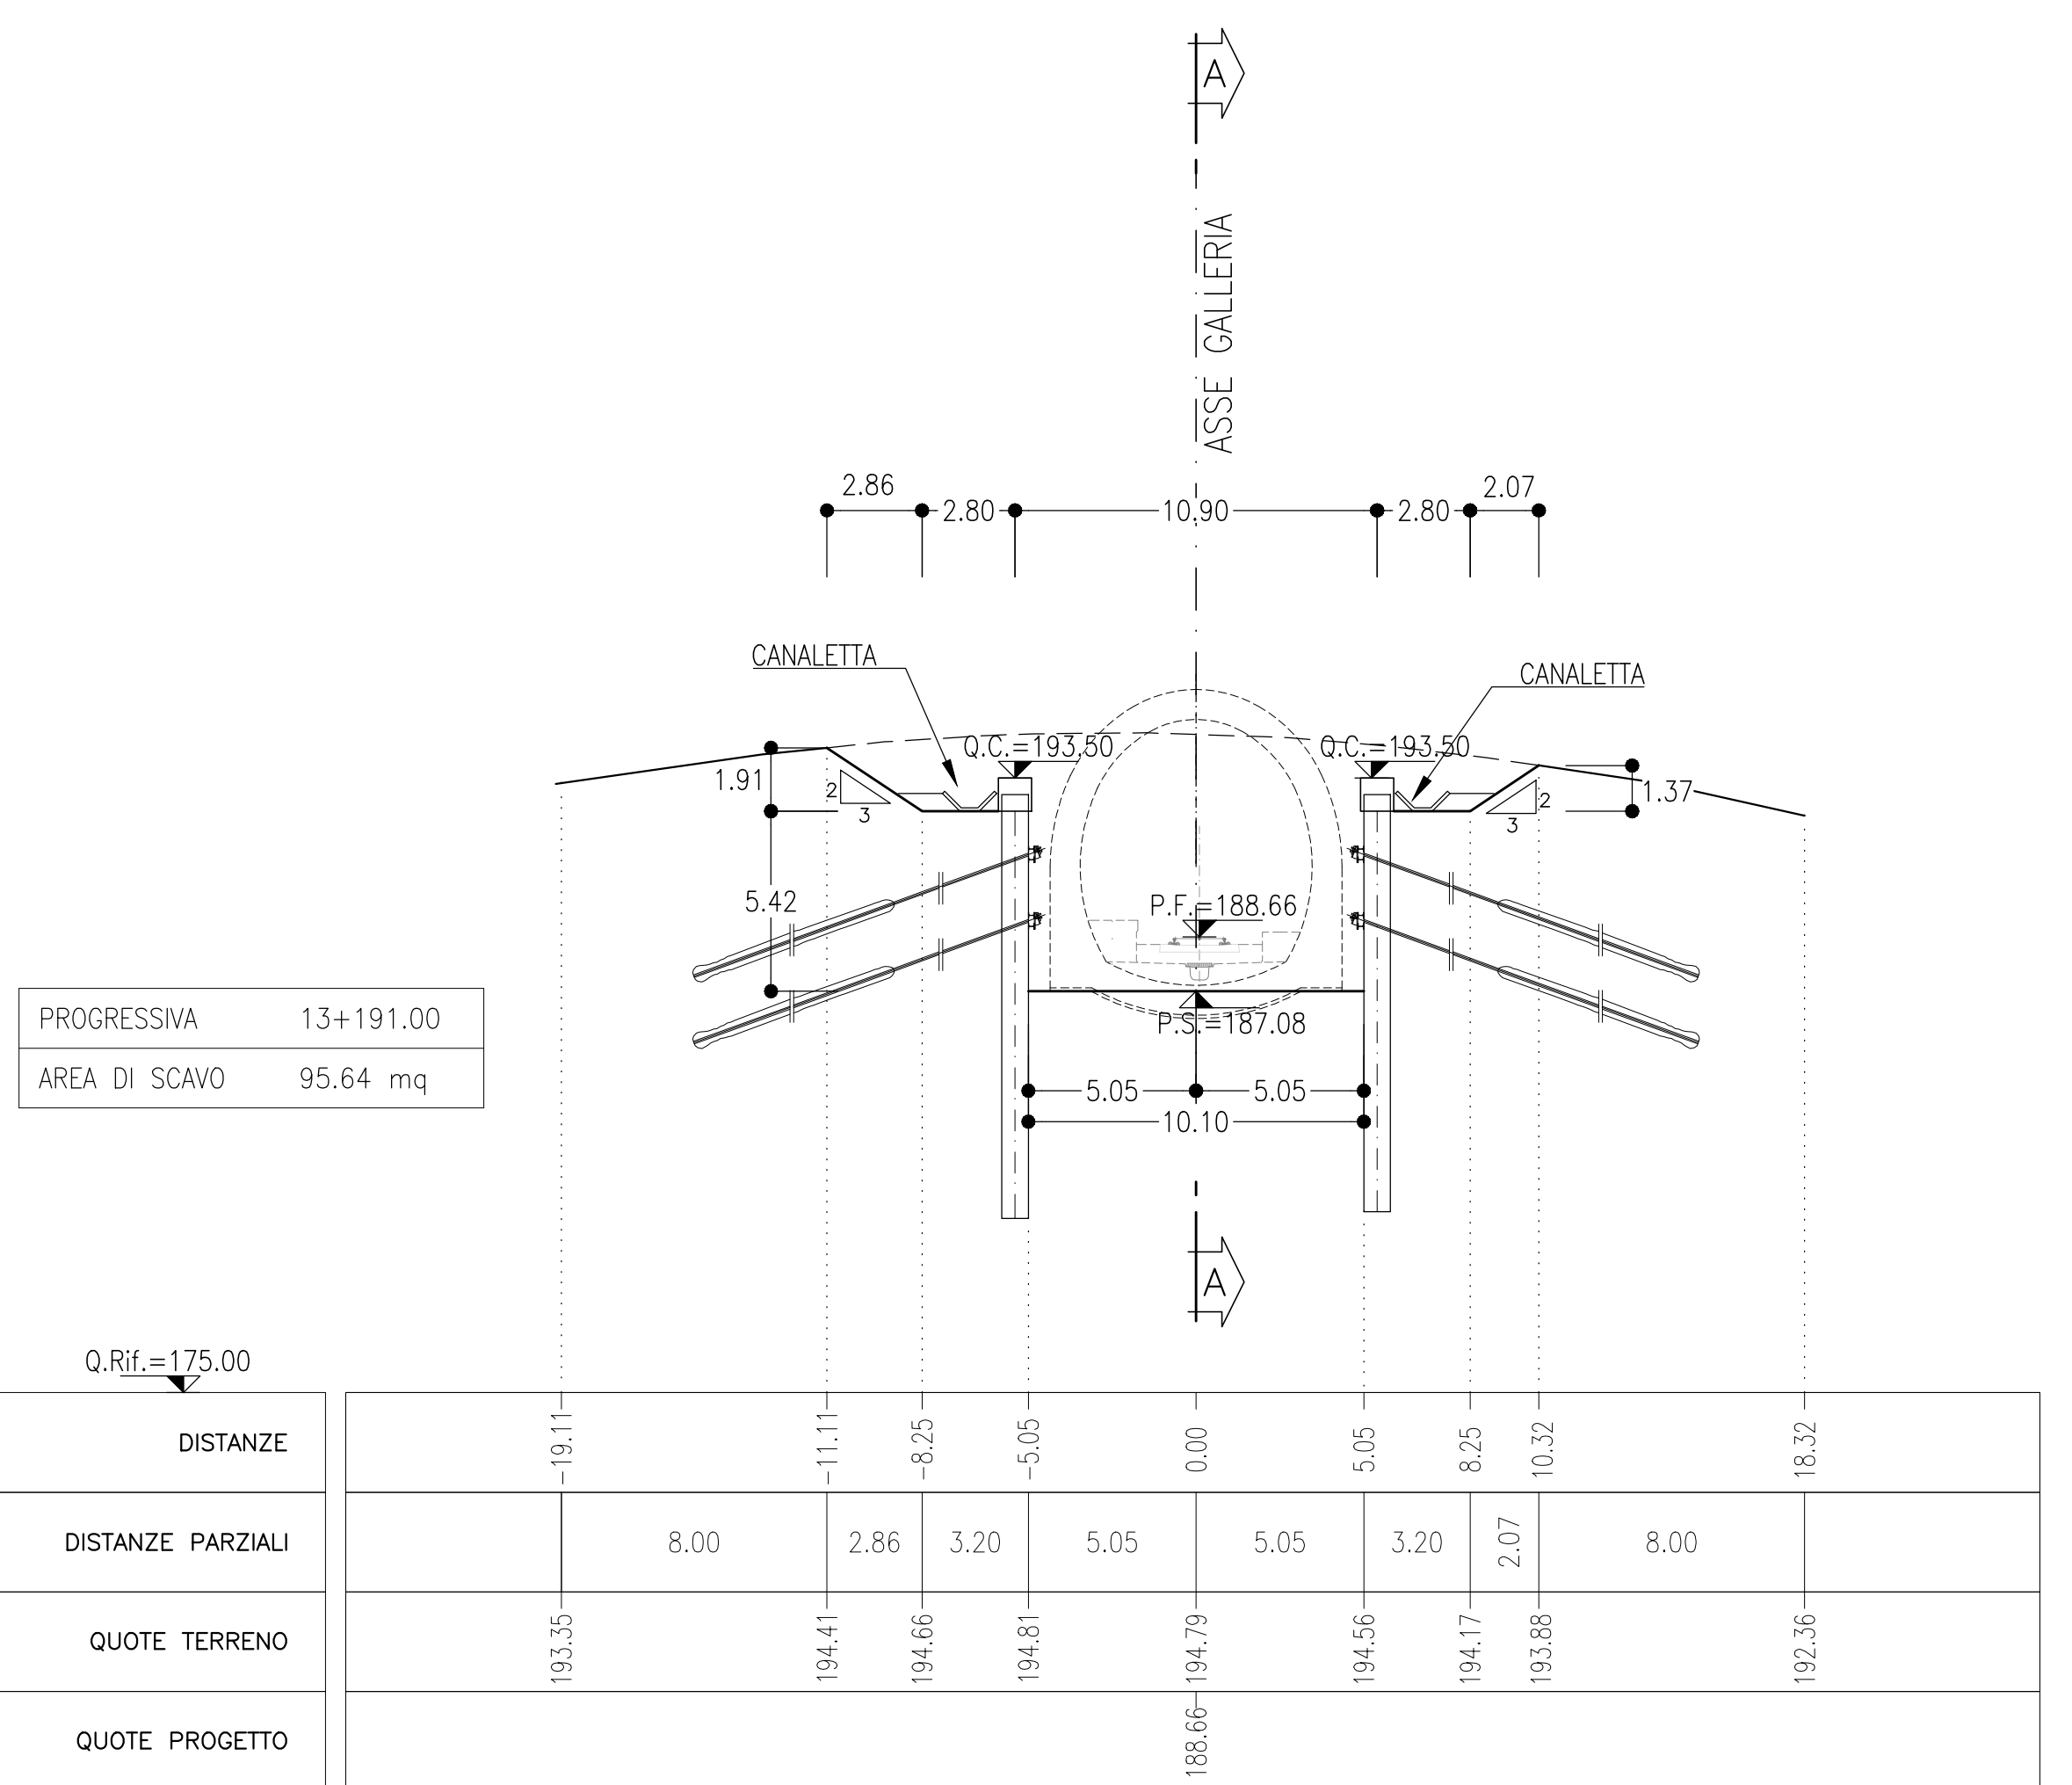 A
ASSE GALLERIA
2.86
2.07
2.80
10.90
2.80
CANALETTA
CANALETTA
Q.C.=193.50
Q.C.=193.50
1.91
2
3
2
3
1.37
5.42
P.F.=188.66
P.S.=187.08
PROGRESSIVA 13+191.00
AREA DI SCAVO 95.64 mq
5.05
5.05
10.10
A
Q.Rif.=175.00
DISTANZE -19.11 -11.11 -8.25 -5.05 0.00 5.05 8.25 10.32 18.32
DISTANZE PARZIALI 8.00 2.86 3.20 5.05 5.05 3.20 2.07 8.00
QUOTE TERRENO 193.35 194.41 194.66 194.81 194.79 194.56 194.17 193.88 192.36
QUOTE PROGETTO 188.66